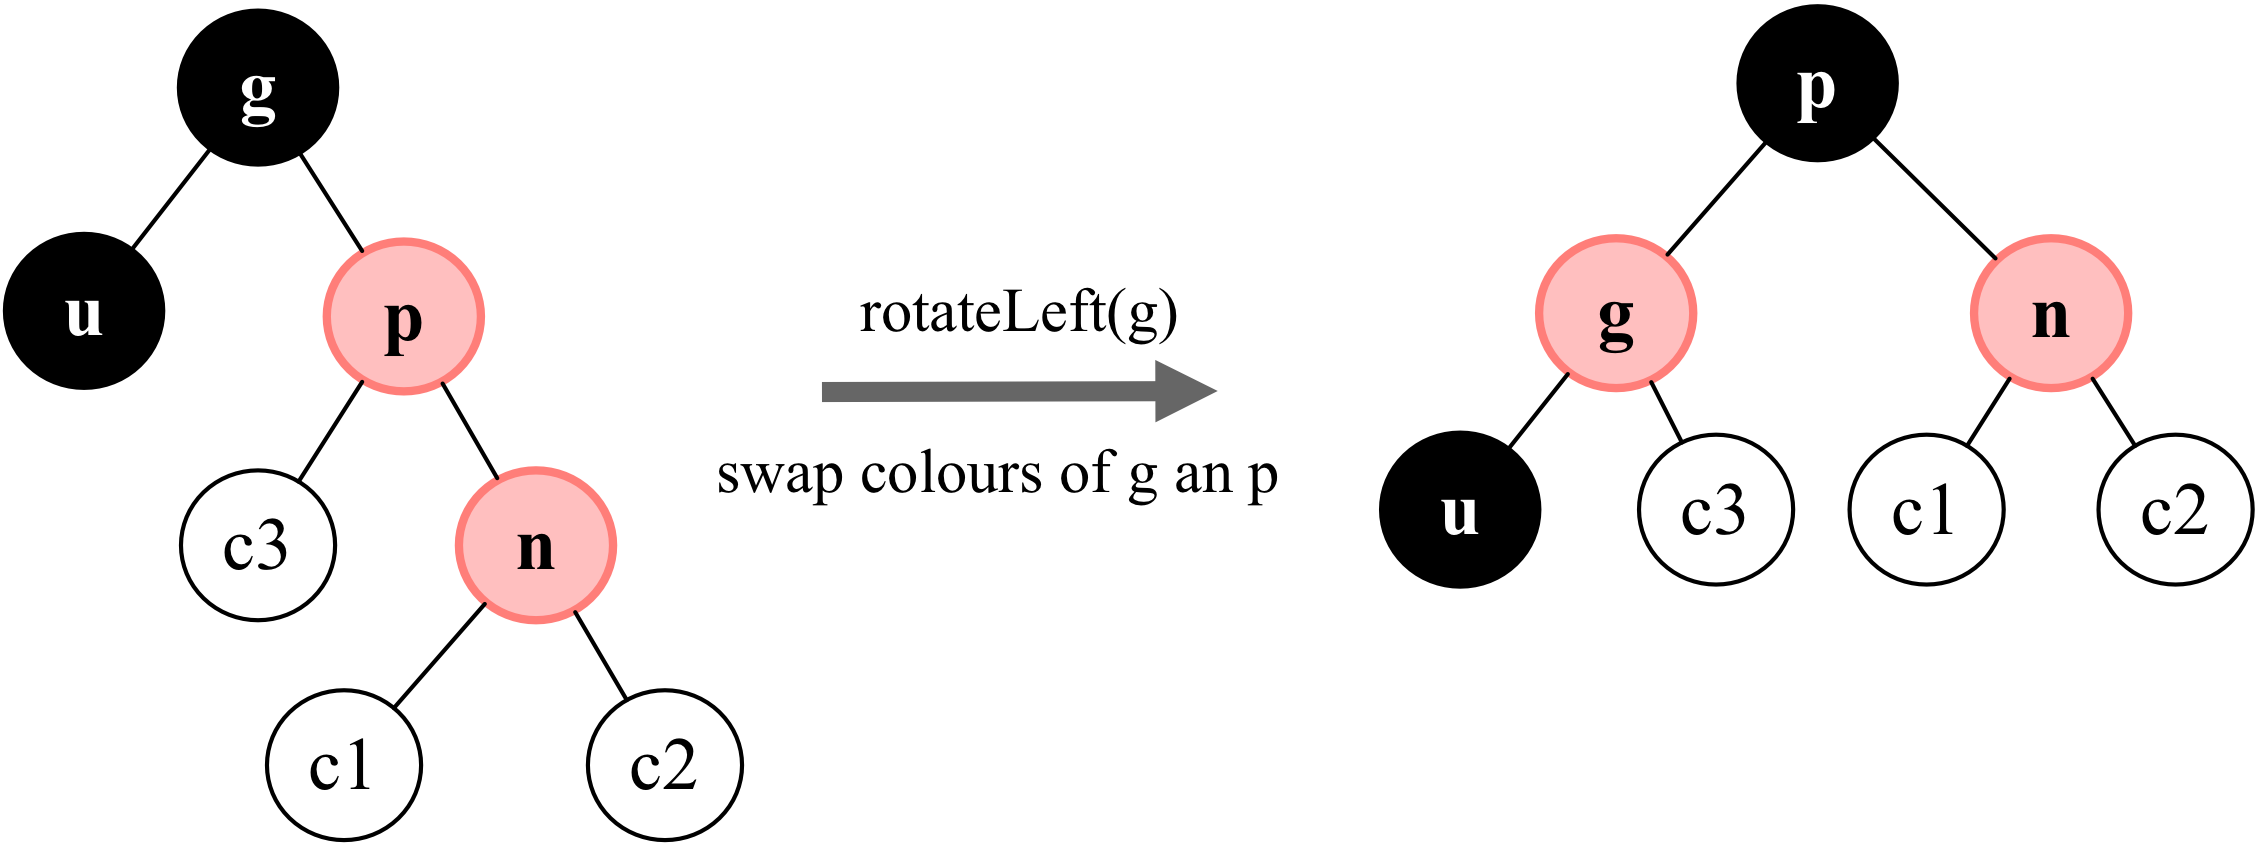 g
u
p
c3
n
c1
c2
rotateLeft(g)
swap colours of g an p
p
g
n
u
c3
c1
c2